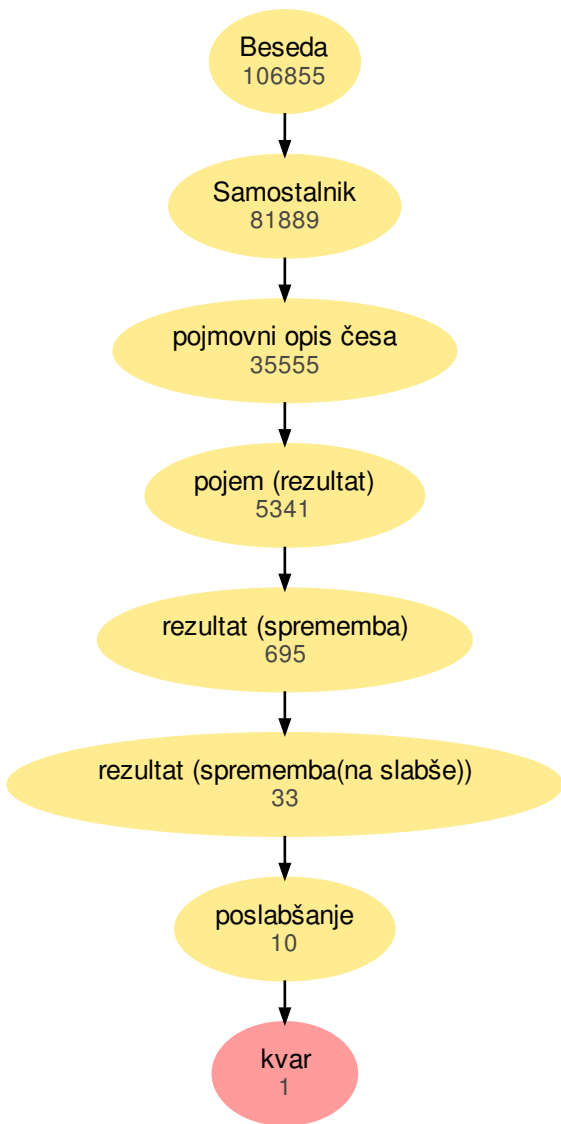 Beseda
106855
Samostalnik
81889
pojmovni opis česa
35555
pojem (rezultat)
5341
rezultat (sprememba)
695
rezultat (sprememba(na slabše))
33
poslabšanje
10
kvar
1